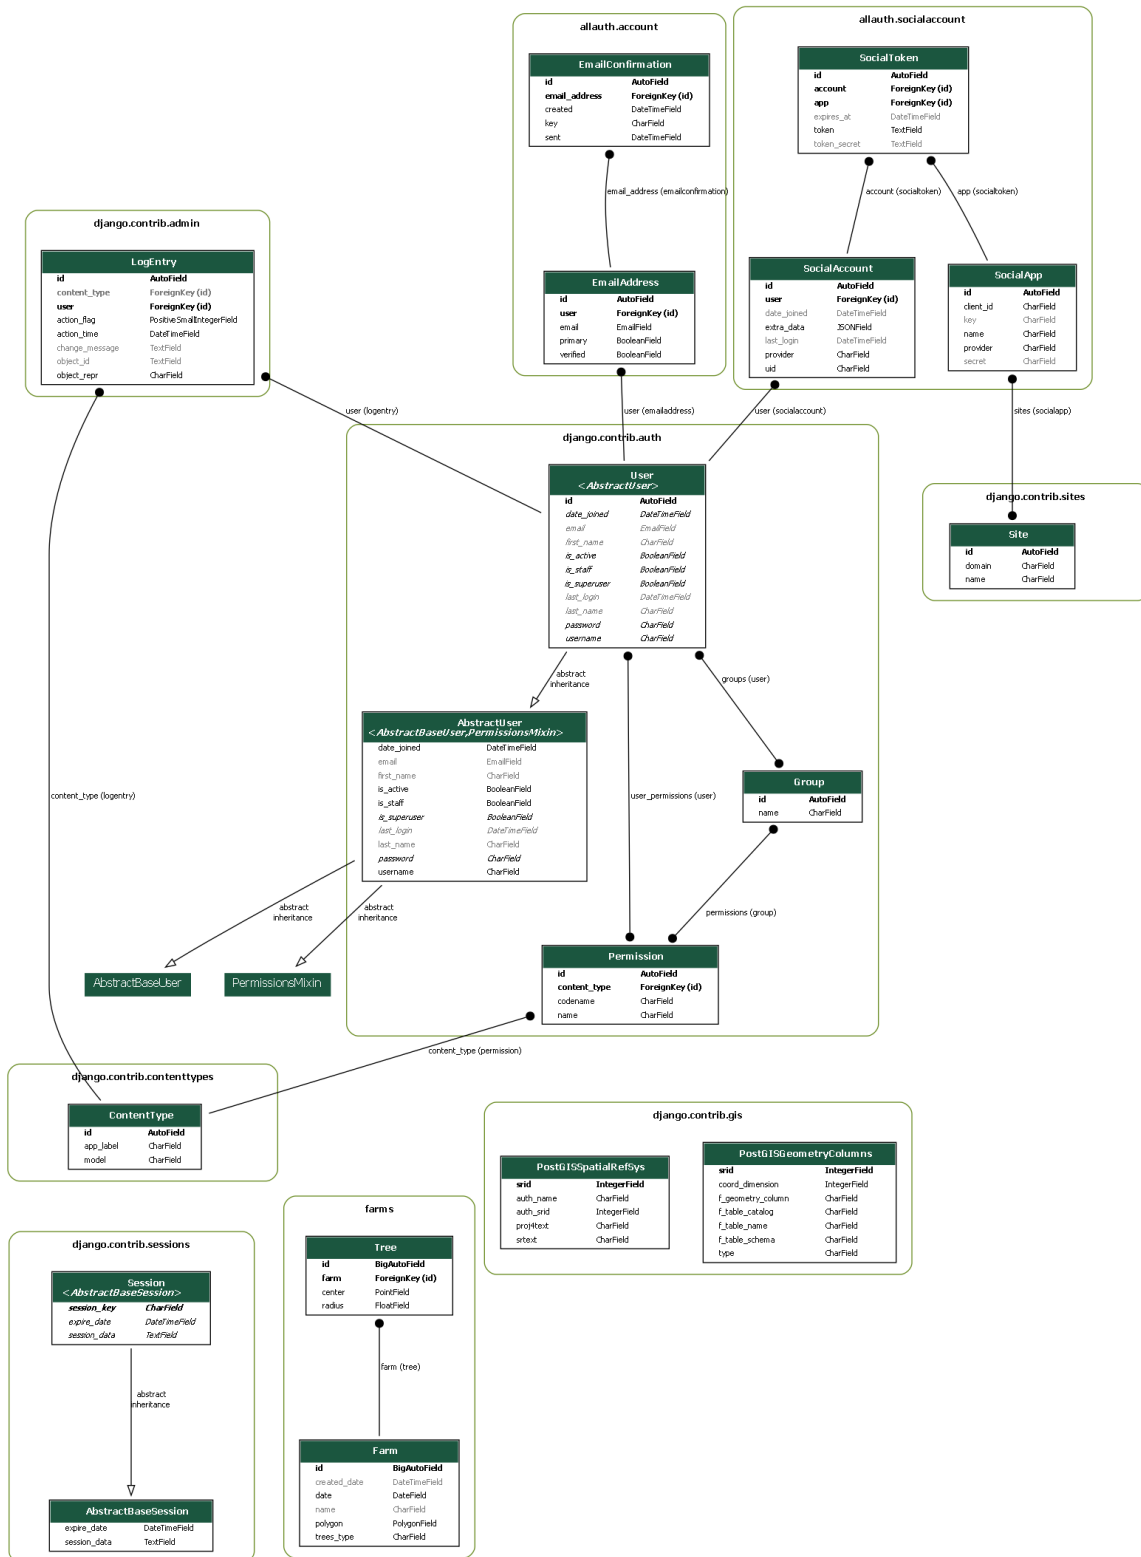 allauth.account
EmailConfirmation
id AutoField
email_address ForeignKey (id)
created DateTimeField
key CharField
sent DateTimeField
email_address (emailconfirmation)
EmailAddress
id AutoField
user ForeignKey (id)
email EmailField
primary BooleanField
verified BooleanField
user (emailaddress)
allauth.socialaccount
SocialToken
id AutoField
account ForeignKey (id)
app ForeignKey (id)
expires_at DateTimeField
token TextField
token_secret TextField
account (socialtoken)
app (socialtoken)
SocialAccount
id AutoField
user ForeignKey (id)
date_joined DateTimeField
extra_data JSONField
last_login DateTimeField
provider CharField
uid CharField
user (socialaccount)
SocialApp
id AutoField
client_id CharField
key CharField
name CharField
provider CharField
secret CharField
sites (socialapp)
django.contrib.admin
LogEntry
id AutoField
content_type ForeignKey (id)
user ForeignKey (id)
action_flag PositiveSmallIntegerField
action_time DateTimeField
change_message TextField
object_id TextField
object_repr CharField
user (logentry)
content_type (logentry)
django.contrib.auth
User
<AbstractUser>
id AutoField
date_joined DateTimeField
email EmailField
first_name CharField
is_active BooleanField
is_staff BooleanField
is_superuser BooleanField
last_login DateTimeField
last_name CharField
password CharField
username CharField
abstract
inheritance
user_permissions (user)
groups (user)
AbstractUser
<AbstractBaseUser,PermissionsMixin>
date_joined DateTimeField
email EmailField
first_name CharField
is_active BooleanField
is_staff BooleanField
is_superuser BooleanField
last_login DateTimeField
last_name CharField
password CharField
username CharField
abstract
inheritance
abstract
inheritance
AbstractBaseUser
PermissionsMixin
Group
id AutoField
name CharField
permissions (group)
Permission
id AutoField
content_type ForeignKey (id)
codename CharField
name CharField
content_type (permission)
django.contrib.sites
Site
id AutoField
domain CharField
name CharField
django.contrib.contenttypes
ContentType
id AutoField
app_label CharField
model CharField
django.contrib.gis
PostGISSpatialRefSys
srid IntegerField
auth_name CharField
auth_srid IntegerField
proj4text CharField
srtext CharField
PostGISGeometryColumns
srid IntegerField
coord_dimension IntegerField
f_geometry_column CharField
f_table_catalog CharField
f_table_name CharField
f_table_schema CharField
type CharField
django.contrib.sessions
Session
<AbstractBaseSession>
session_key CharField
expire_date DateTimeField
session_data TextField
abstract
inheritance
AbstractBaseSession
expire_date DateTimeField
session_data TextField
farms
Tree
id BigAutoField
farm ForeignKey (id)
center PointField
radius FloatField
farm (tree)
Farm
id BigAutoField
created_date DateTimeField
date DateField
name CharField
polygon PolygonField
trees_type CharField